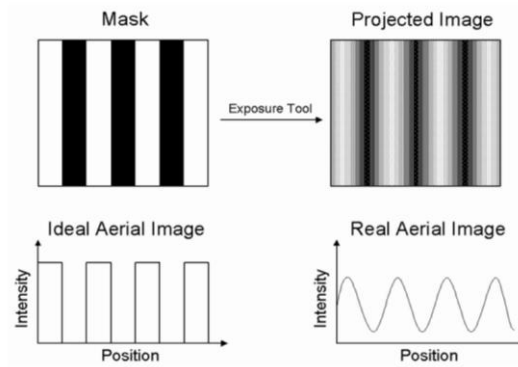 Mask
Projected Image
Exposure Tool
Ideal Aerial Image
Real Aerial Image
Intensity
Position
Intensity
Position